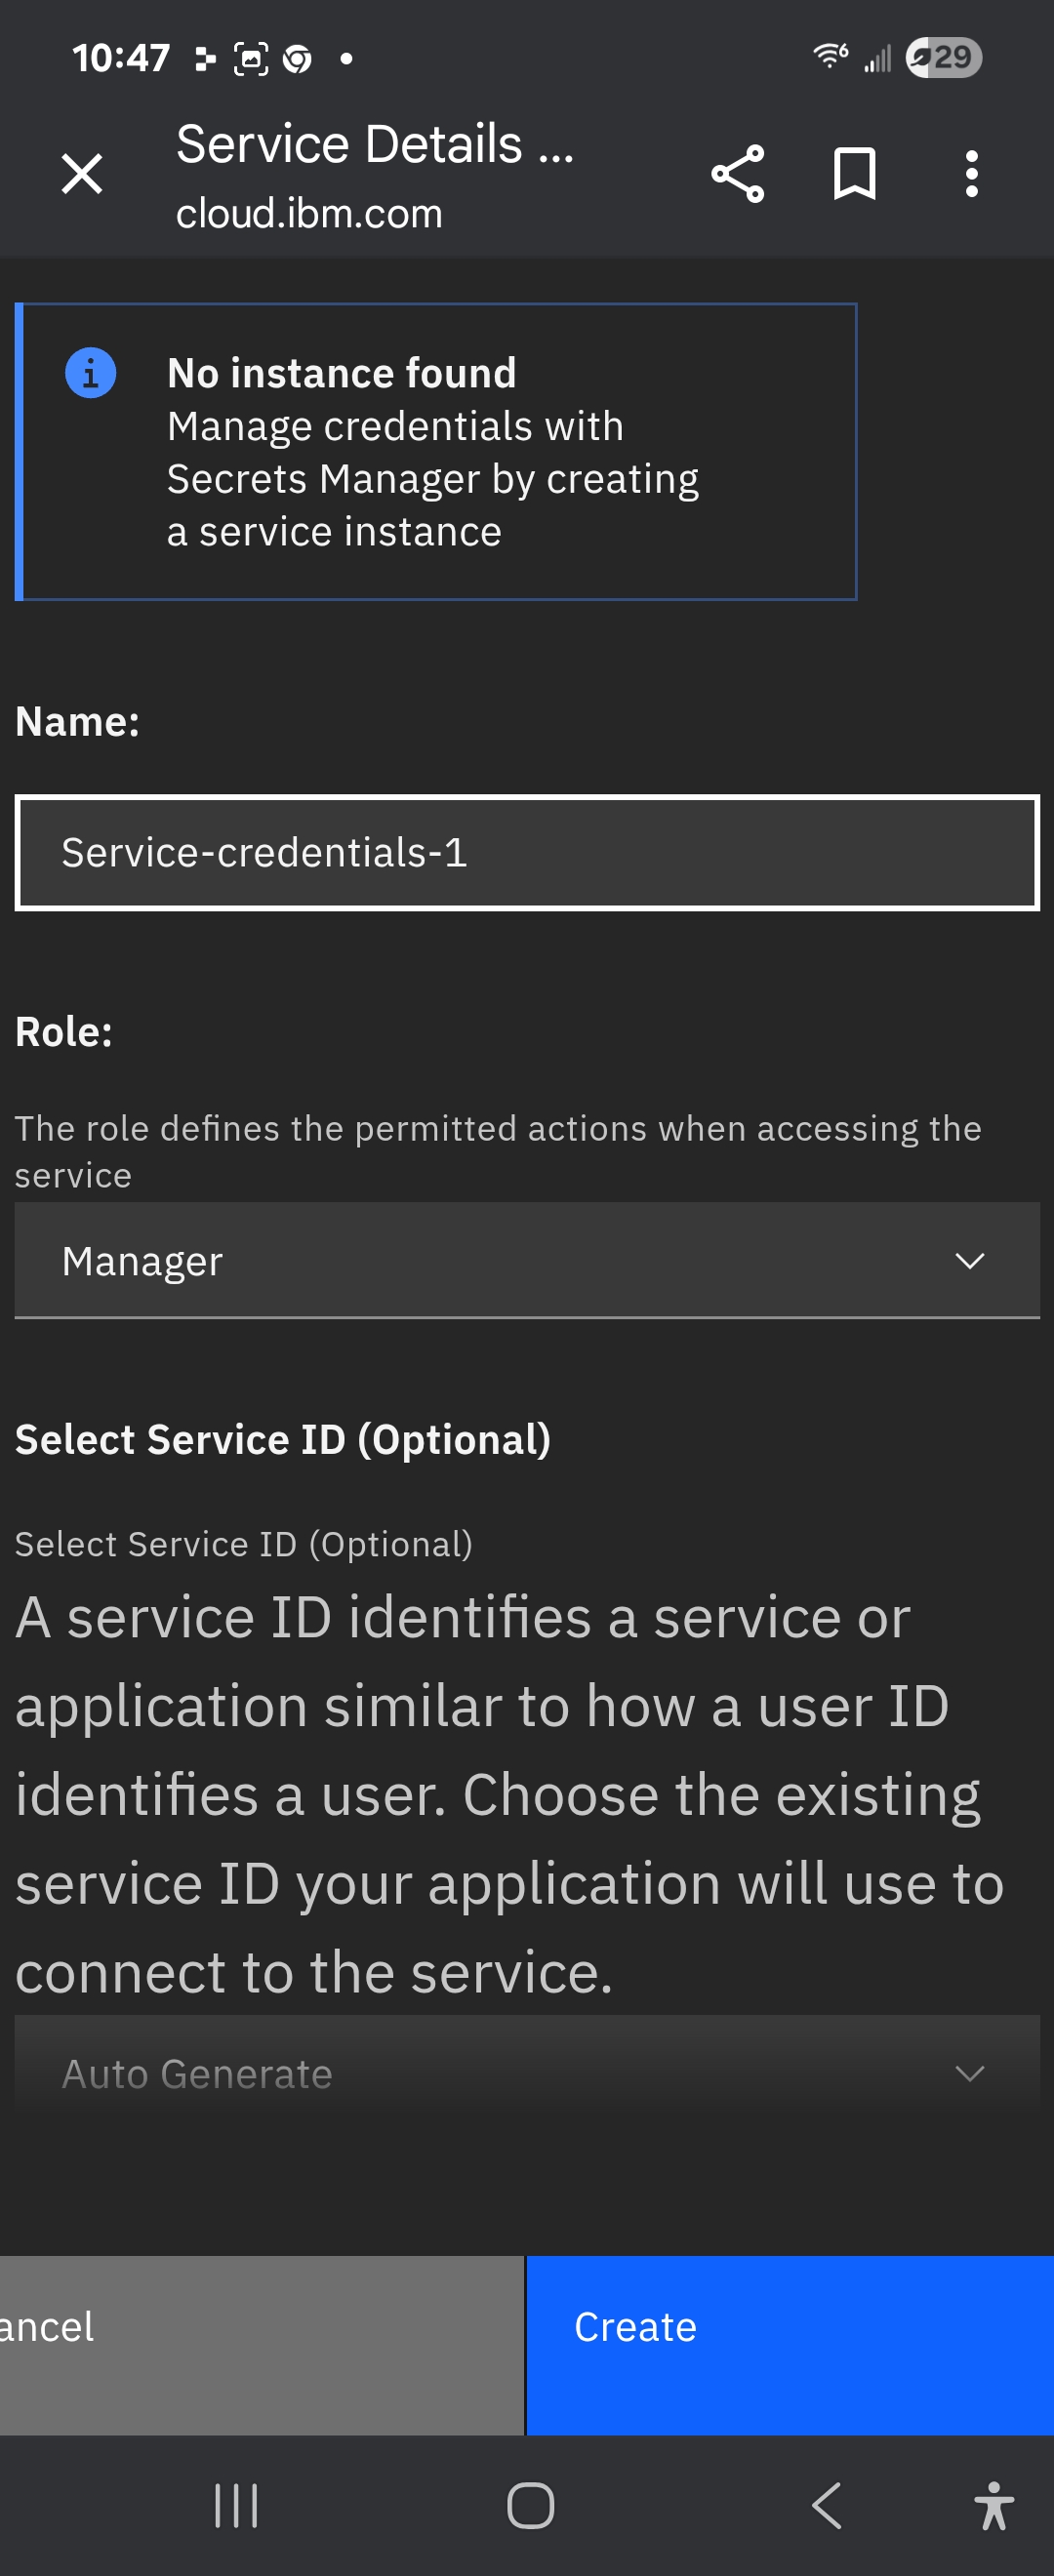 10:47
6
29
Service Details ...
cloud.ibm.com
No instance found
Manage credentials with
Secrets Manager by creating
a service instance
Name:
Service-credentials-1
Role:
The role defines the permitted actions when accessing the
service
Manager
Select Service ID (Optional)
Select Service ID (Optional)
A service ID identifies a service or
application similar to how a user ID
identifies a user. Choose the existing
service ID your application will use to
connect to the service.
Auto Generate
ancel
Create